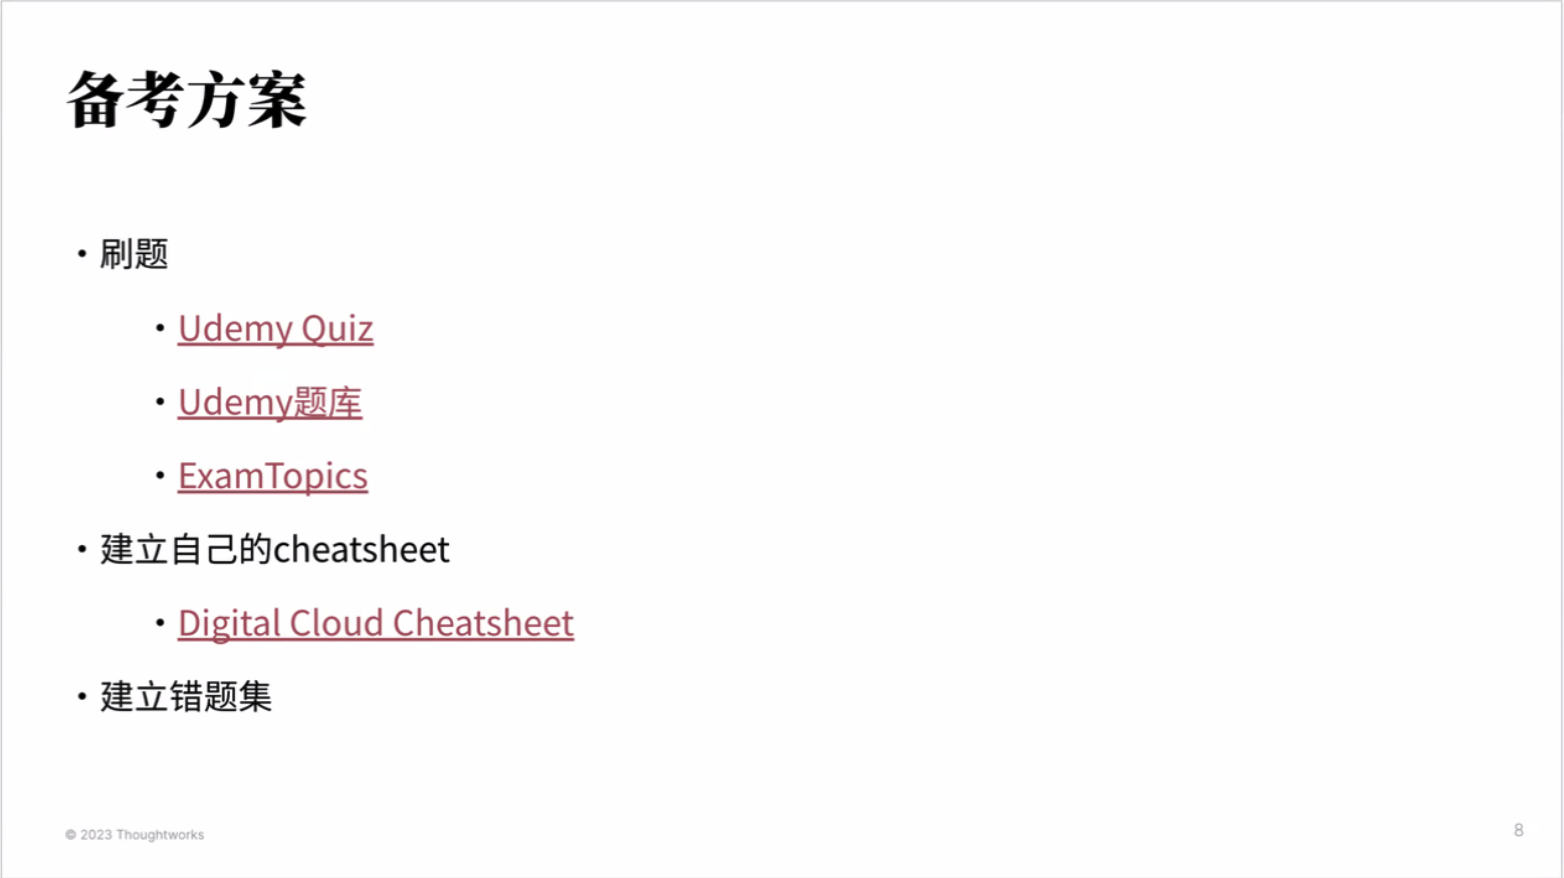 备考方案
• 刷题
• Udemy Quiz
• Udemy题库
• ExamTopics
• 建立自己的cheatsheet
• Digital Cloud Cheatsheet
• 建立错题集
© 2023 Thoughtworks
8